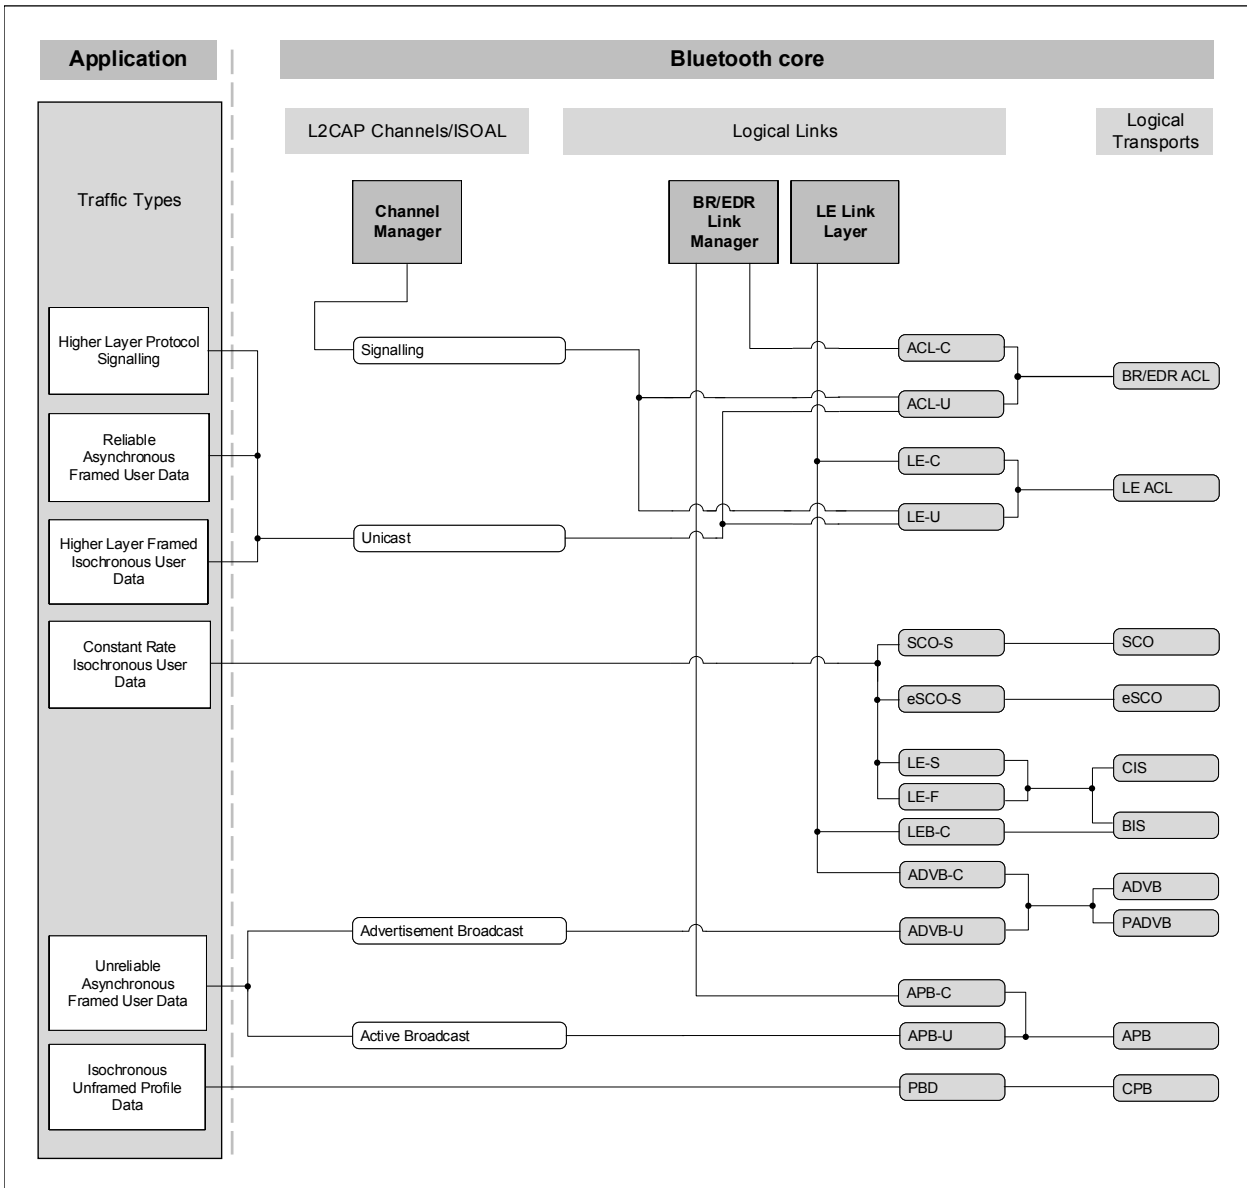 Application
Bluetooth core
L2CAP Channels/ISOAL
Logical Links
Logical
Transports
Traffic Types
Channel
Manager
BR/EDR
Link
Manager
LE Link
Layer
Higher Layer Protocol
Signalling
Signalling
ACL-C
BR/EDR ACL
ACL-U
Reliable
Asynchronous
Framed User Data
LE-C
LE ACL
LE-U
Higher Layer Framed
Isochronous User
Data
Unicast
Constant Rate
Isochronous User
Data
SCO-S
SCO
eSCO-S
eSCO
LE-S
CIS
LE-F
LEB-C
BIS
ADVB-C
ADVB
Advertisement Broadcast
ADVB-U
PADVB
Unreliable
Asynchronous
Framed User Data
APB-C
Active Broadcast
APB-U
APB
Isochronous
Unframed Profile
Data
PBD
CPB